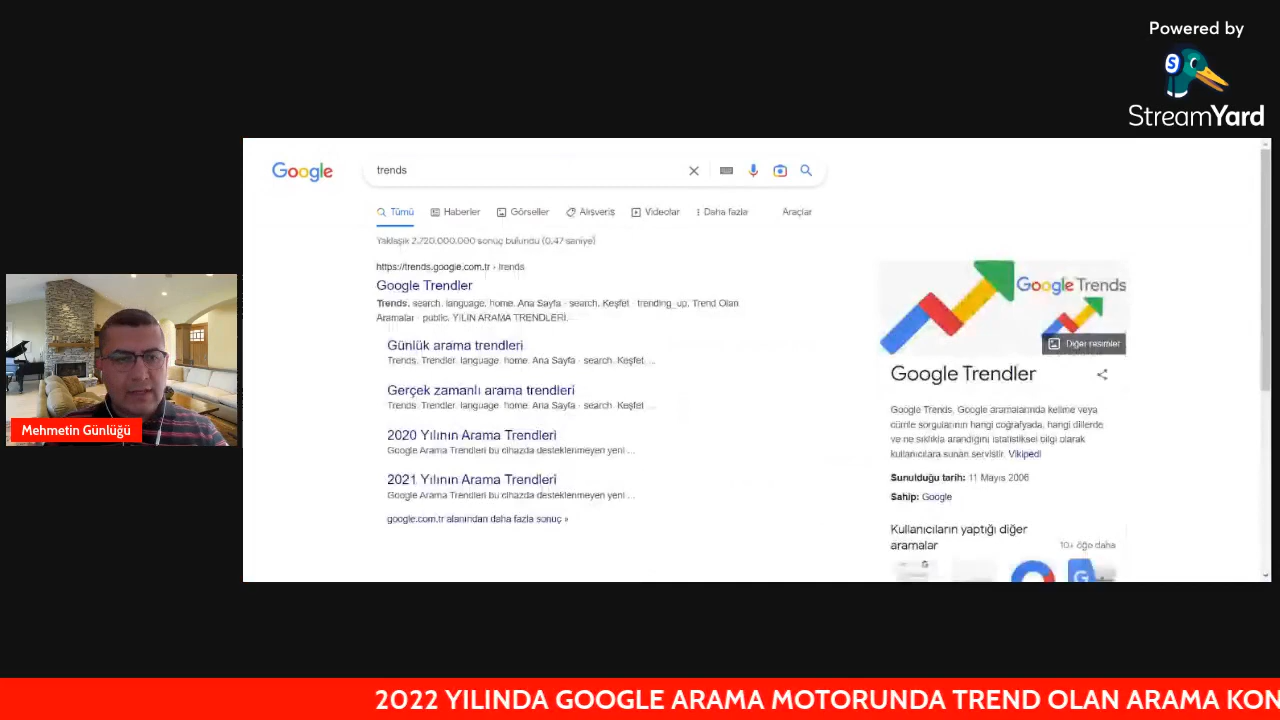 Powered by
S
StreamYard
Google
trends
Tümü Haberler Görseller Alışveriş Videolar Daha fazla Araçlar
Yaklaşık 2.720.000.000 sonuç bulundu (0,47 saniye)
https://trends.google.com.tr › trends
Google Trendler
Trends. search. language. home. Ana Sayfa · search. Keşfet · trending_up, Trend Olan
Aramalar · public. YILIN ARAMA TRENDLERİ. ...
Günlük arama trendleri
Trends. Trendler. language. home. Ana Sayfa · search. Keşfet. ...
Gerçek zamanlı arama trendleri
Trends. Trendler. language. home. Ana Sayfa · search. Keşfet ...
2020 Yılının Arama Trendleri
Google Arama Trendleri bu cihazda desteklenmeyen yeni ...
2021 Yılının Arama Trendleri
Google Arama Trendleri bu cihazda desteklenmeyen yeni ...
google.com.tr alanından daha fazla sonuç »
Google Trends
Diğer resimler
Google Trendler
Google Trends, Google aramalarında kelime veya
cümle sorgularının hangi coğrafyada, hangi dillerde
ve ne sıklıkla arandığını istatistiksel bilgi olarak
kullanıcılara sunan servistir. Vikipedi
Sunulduğu tarih: 11 Mayıs 2006
Sahip: Google
Kullanıcıların yaptığı diğer
aramalar
10+ öğe daha
G
Mehmetin Günlüğü
2022 YILINDA GOOGLE ARAMA MOTORUNDA TREND OLAN ARAMA KON